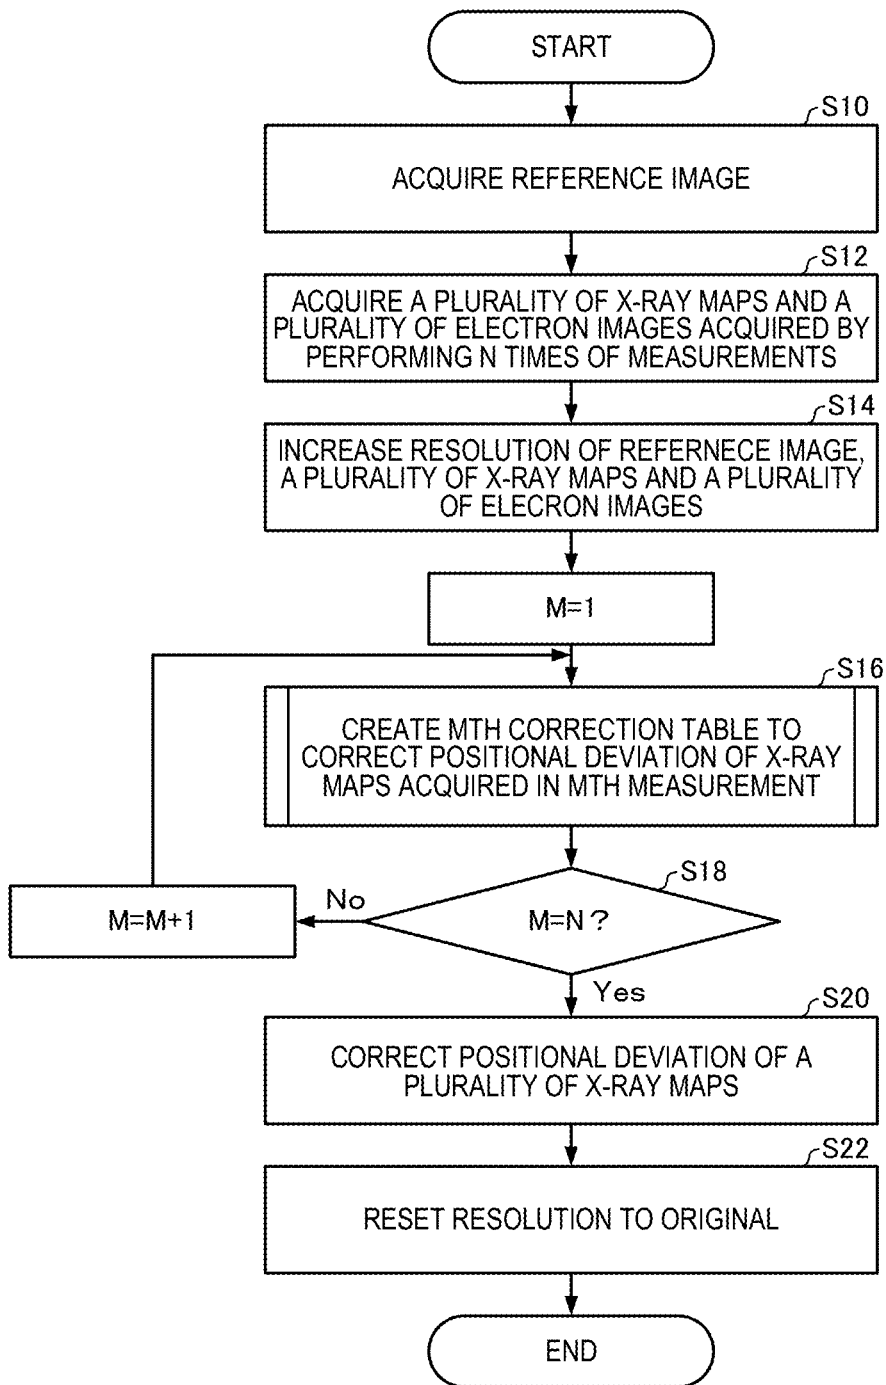 START
S10
ACQUIRE REFERENCE IMAGE
S12
ACQUIRE A PLURALITY OF X-RAY MAPS AND A
PLURALITY OF ELECTRON IMAGES ACQUIRED BY
PERFORMING N TIMES OF MEASUREMENTS
S14
INCREASE RESOLUTION OF REFERNECE IMAGE,
A PLURALITY OF X-RAY MAPS AND A PLURALITY
OF ELECRON IMAGES
M=1
S16
CREATE MTH CORRECTION TABLE TO
CORRECT POSITIONAL DEVIATION OF X-RAY
MAPS ACQUIRED IN MTH MEASUREMENT
S18
M=N ?
No
M=M+1
Yes
S20
CORRECT POSITIONAL DEVIATION OF A
PLURALITY OF X-RAY MAPS
S22
RESET RESOLUTION TO ORIGINAL
END